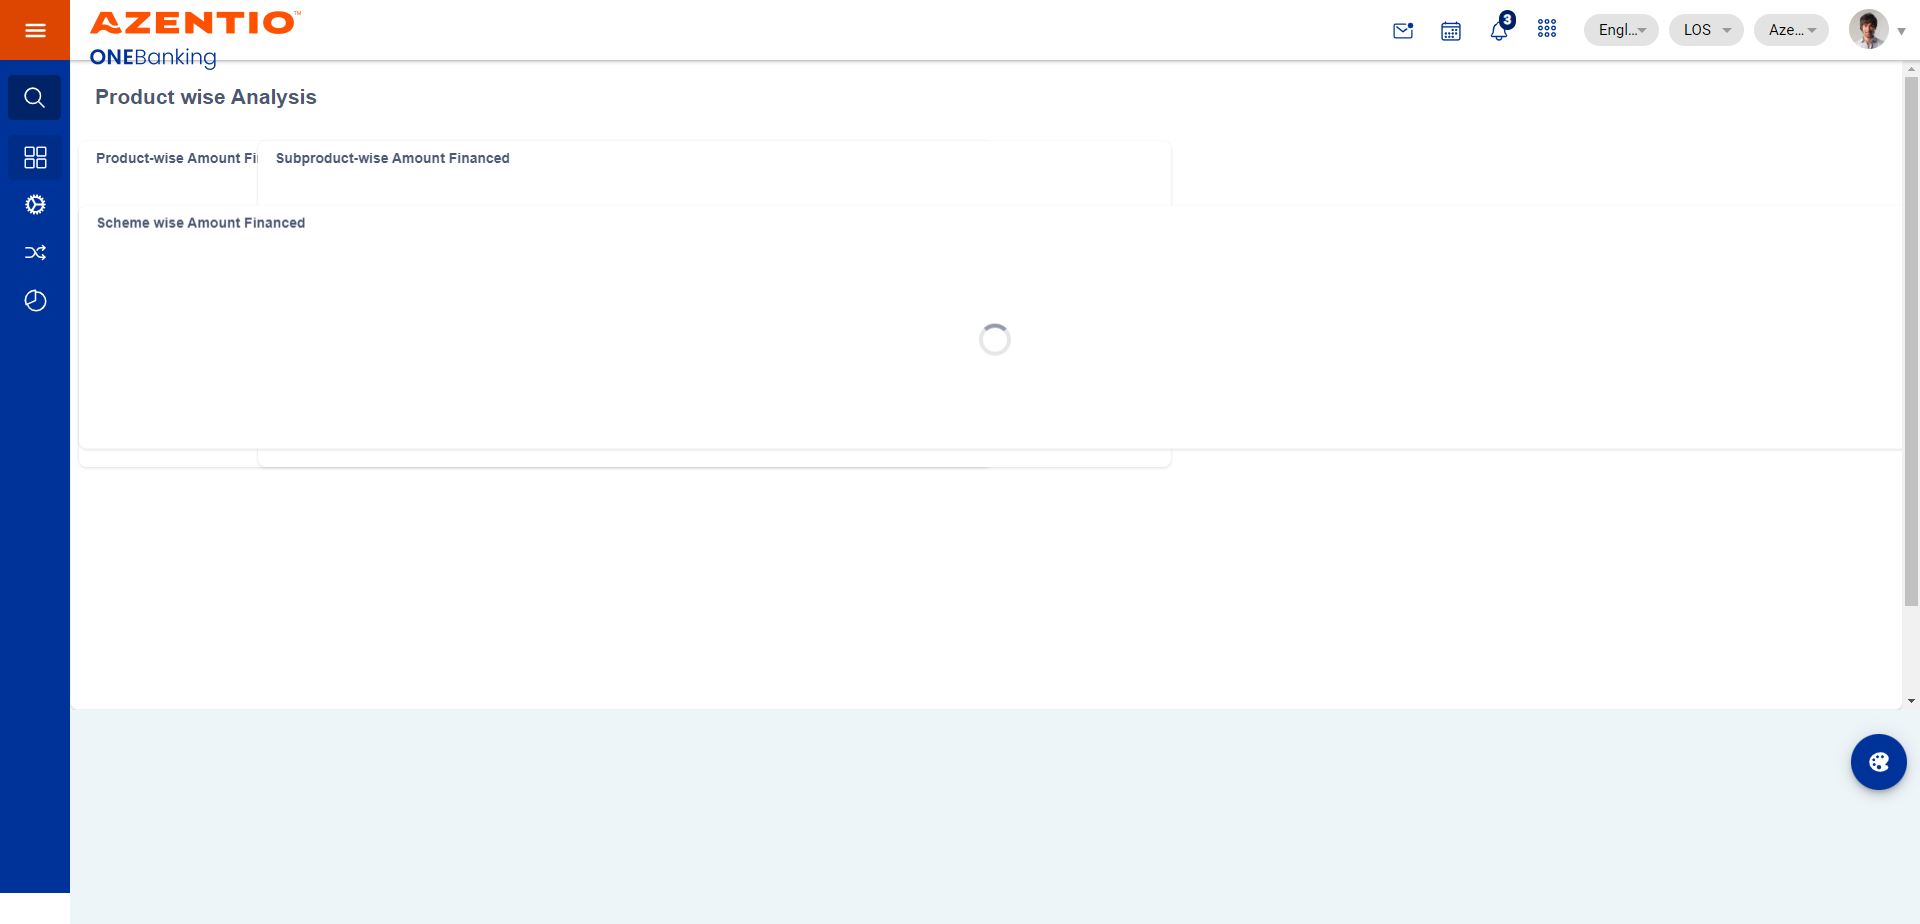 AZENTIO™
ONEBanking
3
Engl...
LOS
Aze...
Product wise Analysis
Product-wise Amount Fi
Subproduct-wise Amount Financed
Scheme wise Amount Financed